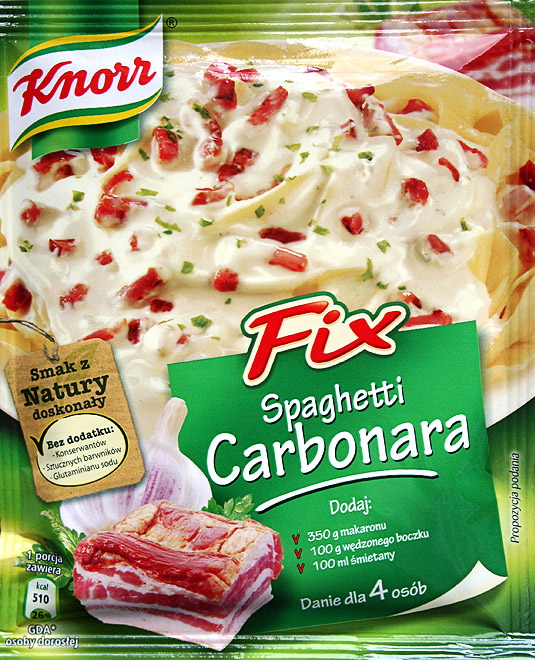 Knorr®
Fix
Spaghetti
Carbonara
Smak z
Natury
doskonały
Bez dodatku:
- Konserwantów
- Sztucznych barwników
- Glutaminianu sodu
Dodaj:
350 g makaronu
100 g wędzonego boczku
100 ml śmietany
Danie dla 4 osób
Propozycja podania
1 porcja
zawiera
kcal
510
26%
GDA*
osoby dorosłej